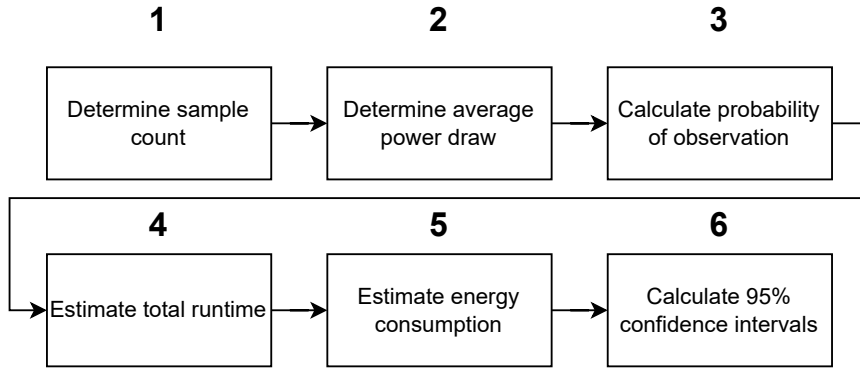 1
2
3
Determine sample
count
Determine average
power draw
Calculate probability
of observation
4
5
6
Estimate total runtime
Estimate energy
consumption
Calculate 95%
confidence intervals